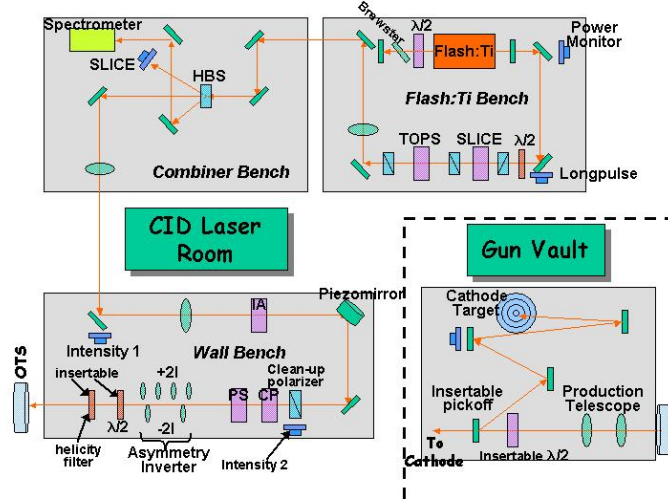 Spectrometer
SLICE
HBS
Combiner Bench
Brewster
λ/2
Flash:Ti
Power
Monitor
Flash:Ti Bench
TOPS
SLICE
λ/2
Longpulse
CID Laser
Room
Gun Vault
IA
Piezomirror
Intensity 1
Wall Bench
OTS
insertable
+2I
PS
CP
Clean-up
polarizer
helicity
filter
λ/2
-2I
Asymmetry
Inverter
Intensity 2
Cathode
Target
Insertable
pickoff
Production
Telescope
To
Cathode
Insertable λ/2